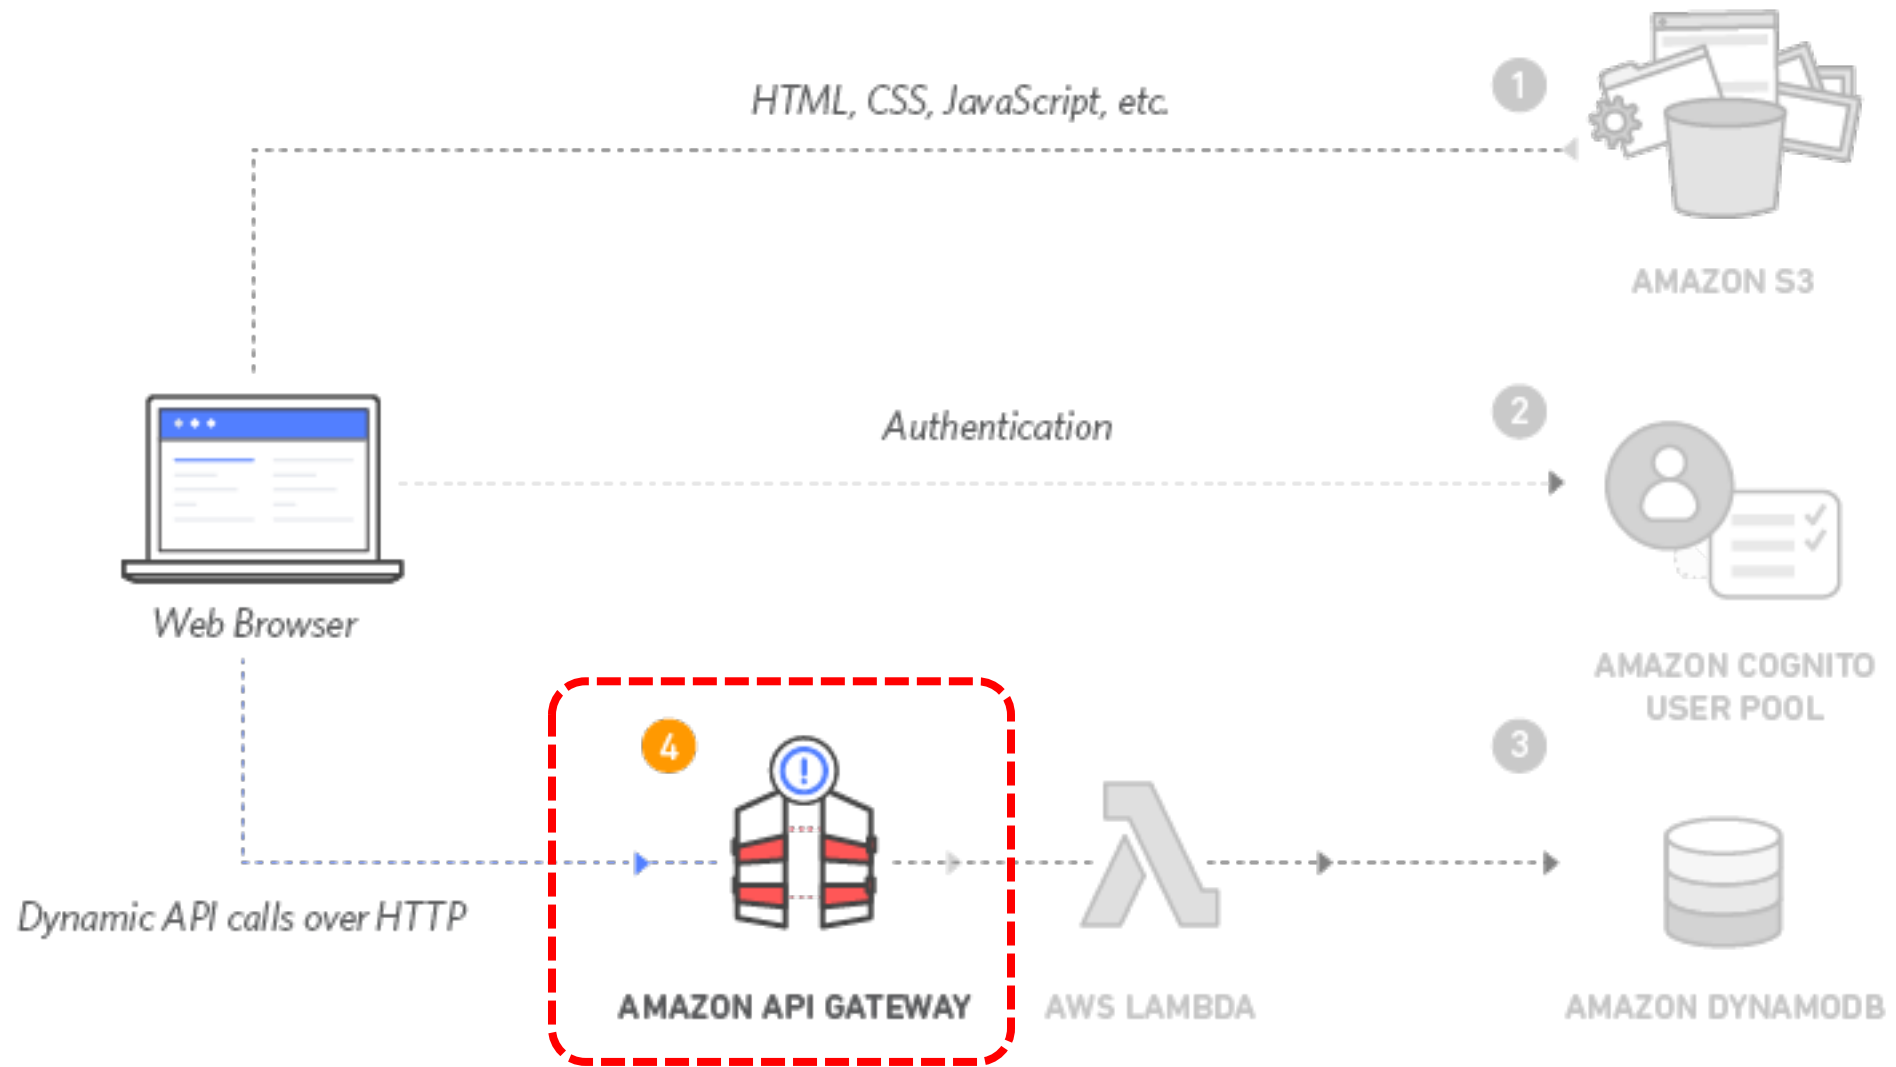 HTML, CSS, JavaScript, etc.
1
AMAZON S3
Authentication
2
Web Browser
AMAZON COGNITO
USER POOL
4
3
Dynamic API calls over HTTP
AMAZON API GATEWAY
AWS LAMBDA
AMAZON DYNAMODB